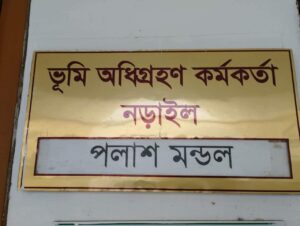 ভূমি অধিগ্রহণ কর্মকর্তা
নড়াইল
পলাশ মন্ডল